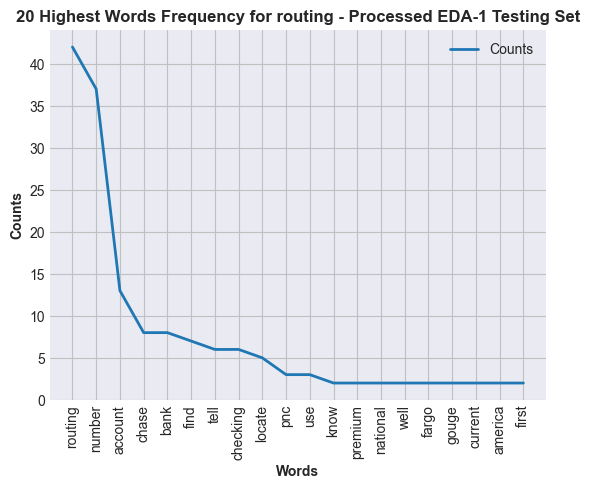 20 Highest Words Frequency for routing - Processed EDA-1 Testing Set
Counts
40
35
30
25
20
15
10
5
0
Counts
routing
number
account
chase
bank
find
tell
checking
locate
pnc
use
know
premium
national
well
fargo
gouge
current
america
first
Words